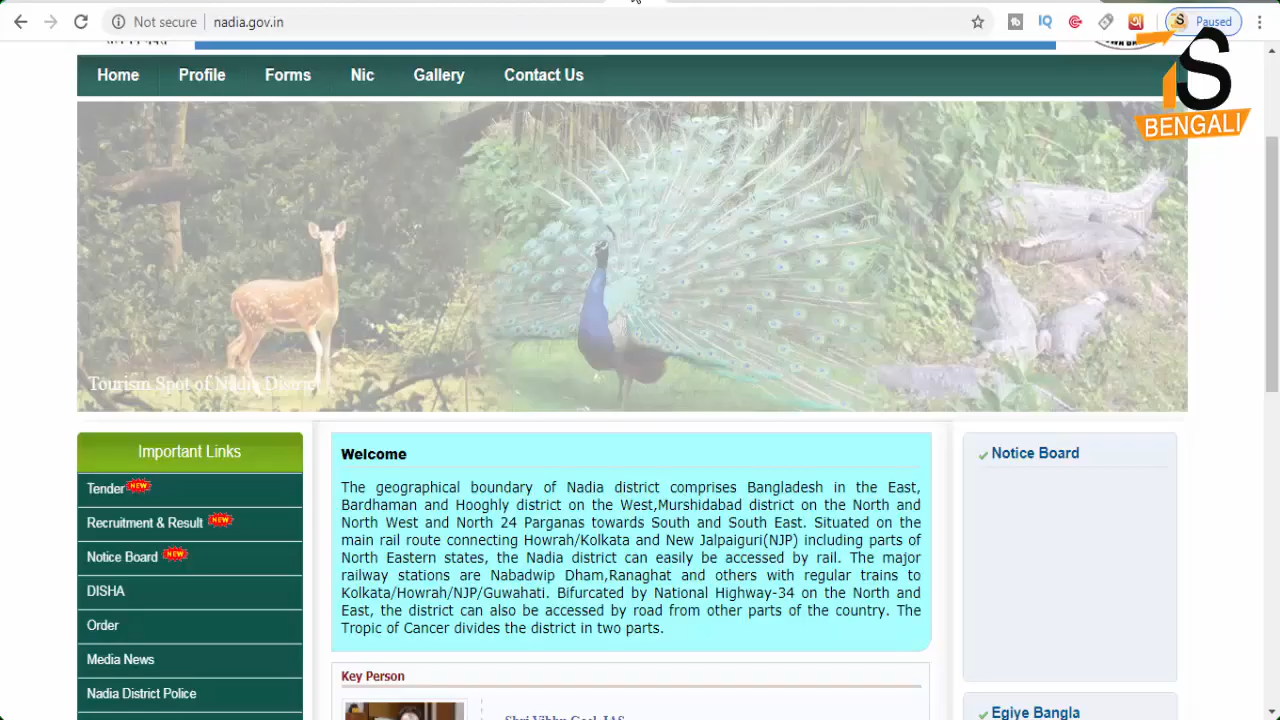 Not secure
nadia.gov.in
Paused
Home
Profile
Forms
Nic
Gallery
Contact Us
S
BENGALI
Tourism Spot of Nadia District
Important Links
Tender NEW
Recruitment & Result NEW
Notice Board NEW
DISHA
Order
Media News
Nadia District Police
Welcome
The geographical boundary of Nadia district comprises Bangladesh in the East,
Bardhaman and Hooghly district on the West,Murshidabad district on the North and
North West and North 24 Parganas towards South and South East. Situated on the
main rail route connecting Howrah/Kolkata and New Jalpaiguri(NJP) including parts of
North Eastern states, the Nadia district can easily be accessed by rail. The major
railway stations are Nabadwip Dham,Ranaghat and others with regular trains to
Kolkata/Howrah/NJP/Guwahati. Bifurcated by National Highway-34 on the North and
East, the district can also be accessed by road from other parts of the country. The
Tropic of Cancer divides the district in two parts.
Key Person
Notice Board
Egiye Bangla